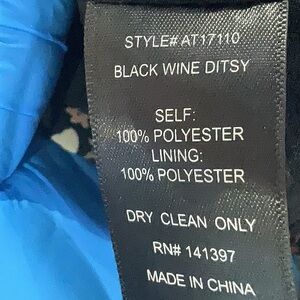 STYLE# AT17110
BLACK WINE DITSY
SELF:
100% POLYESTER
LINING:
100% POLYESTER
DRY CLEAN ONLY
RN# 141397
MADE IN CHINA